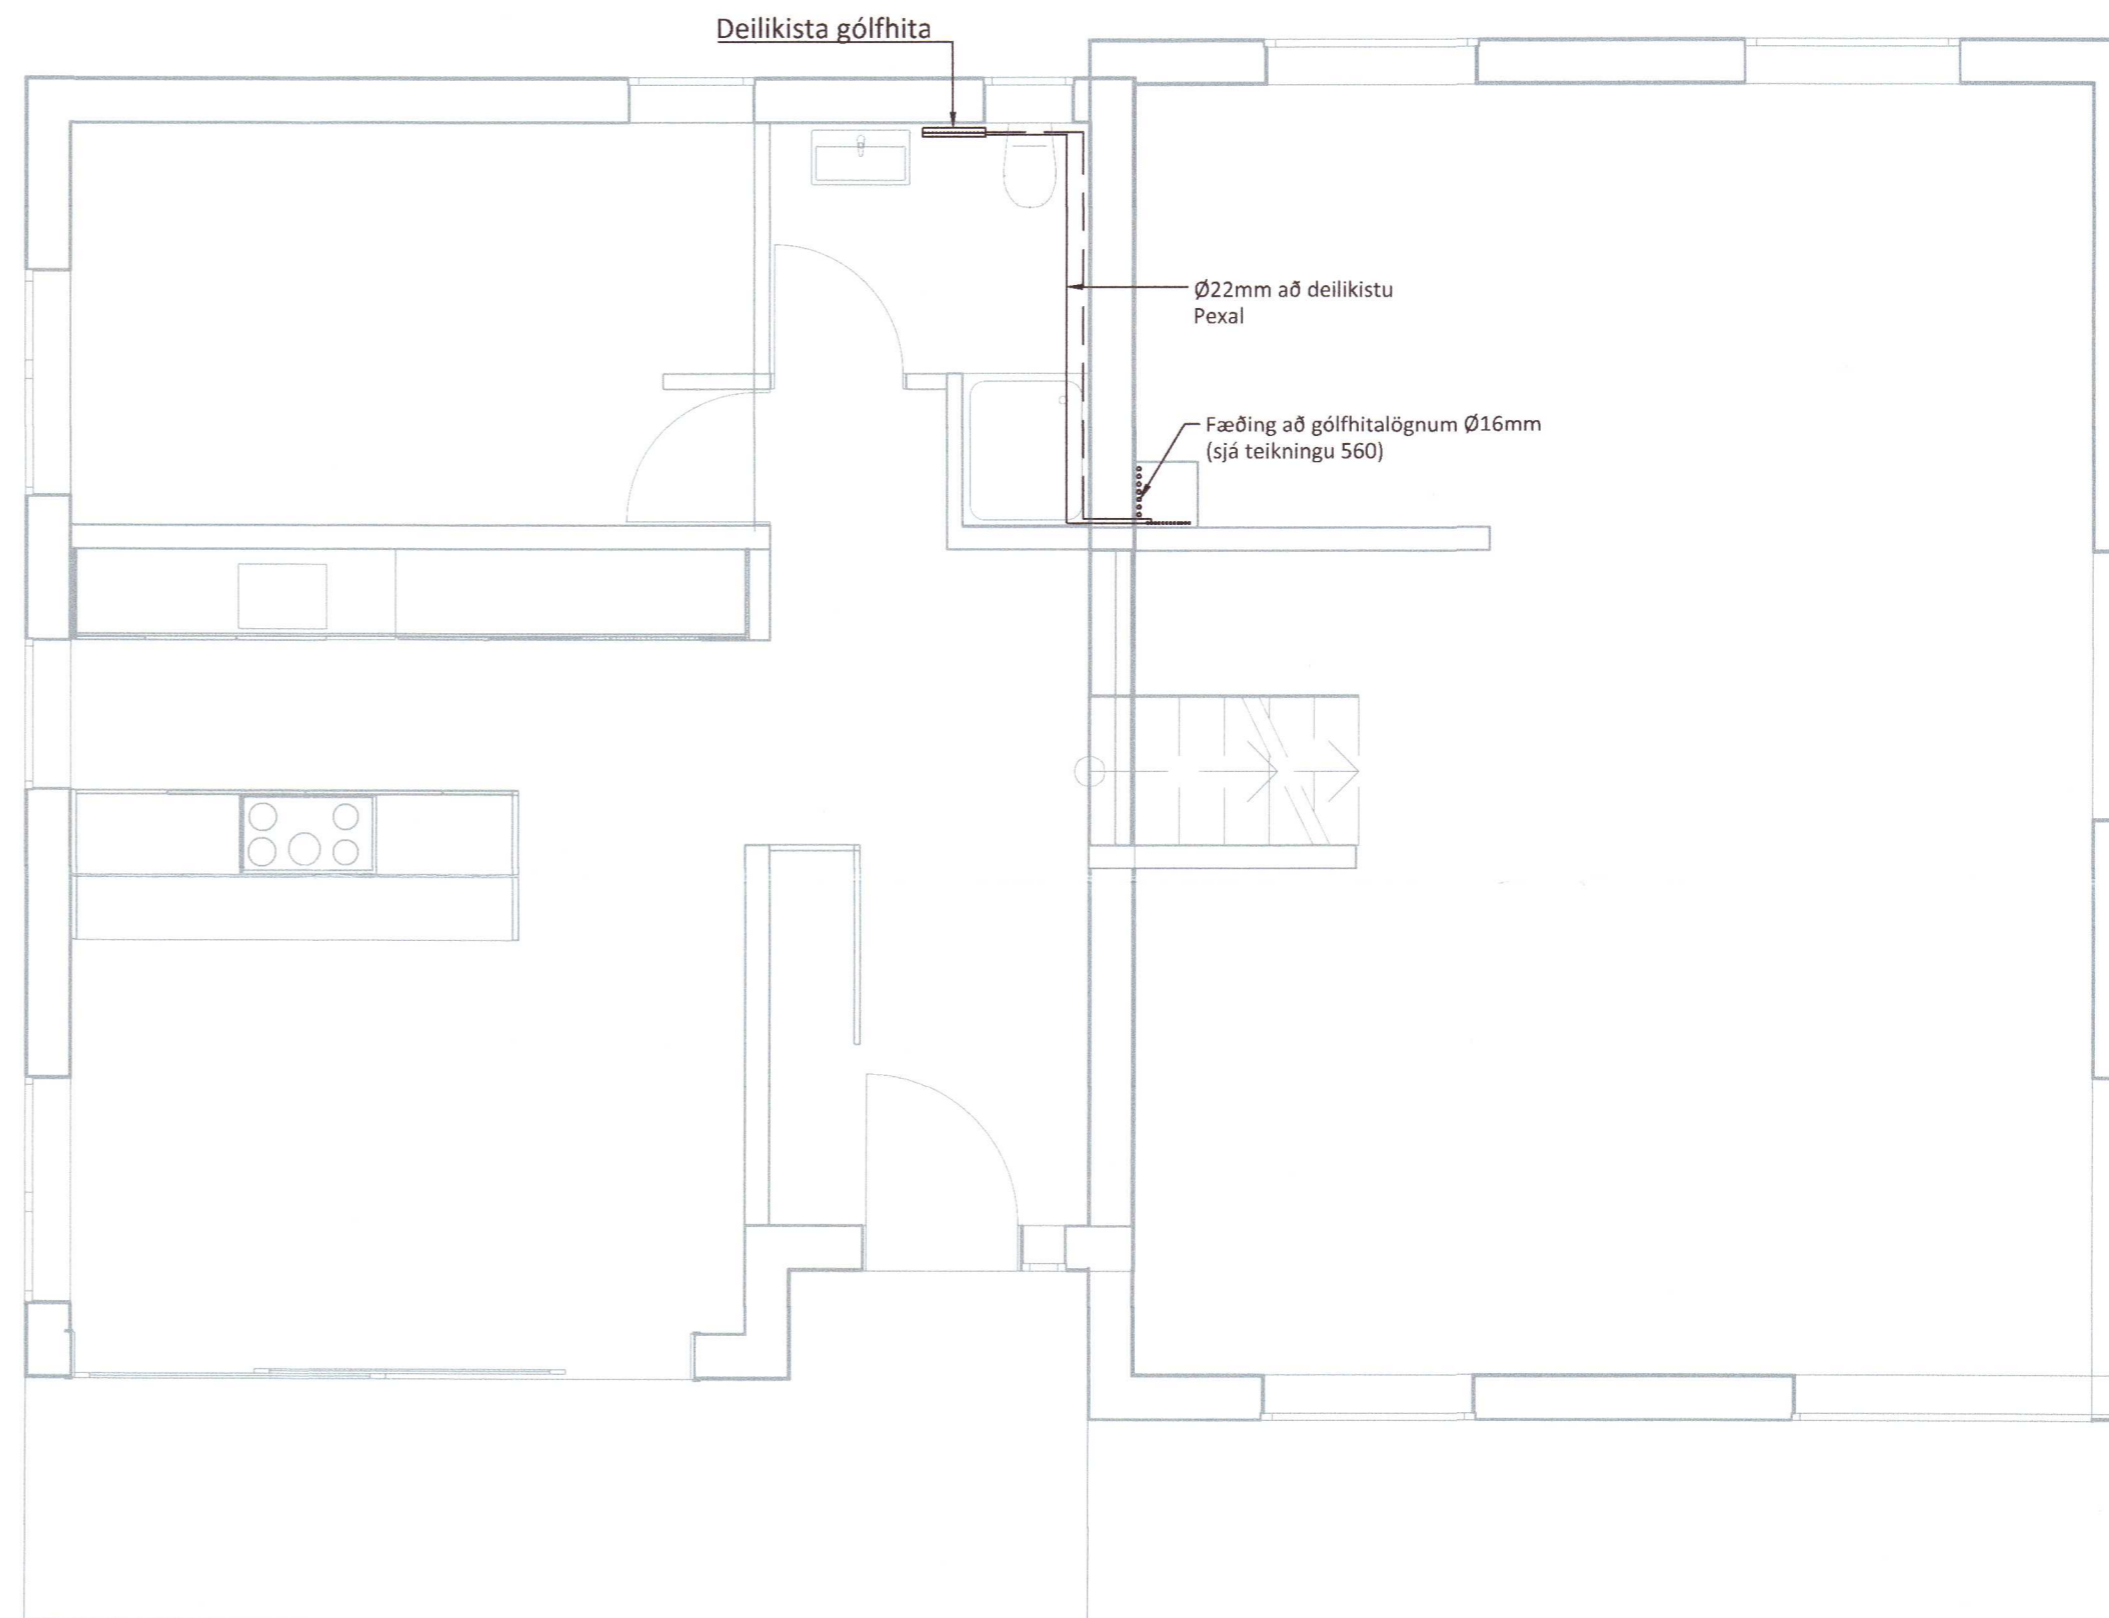 Deilikista gólfhita
Ø22mm að deilikistu
Pexal
Fæðing að gólfhitalögnum Ø16mm
(sjá teikningu 560)